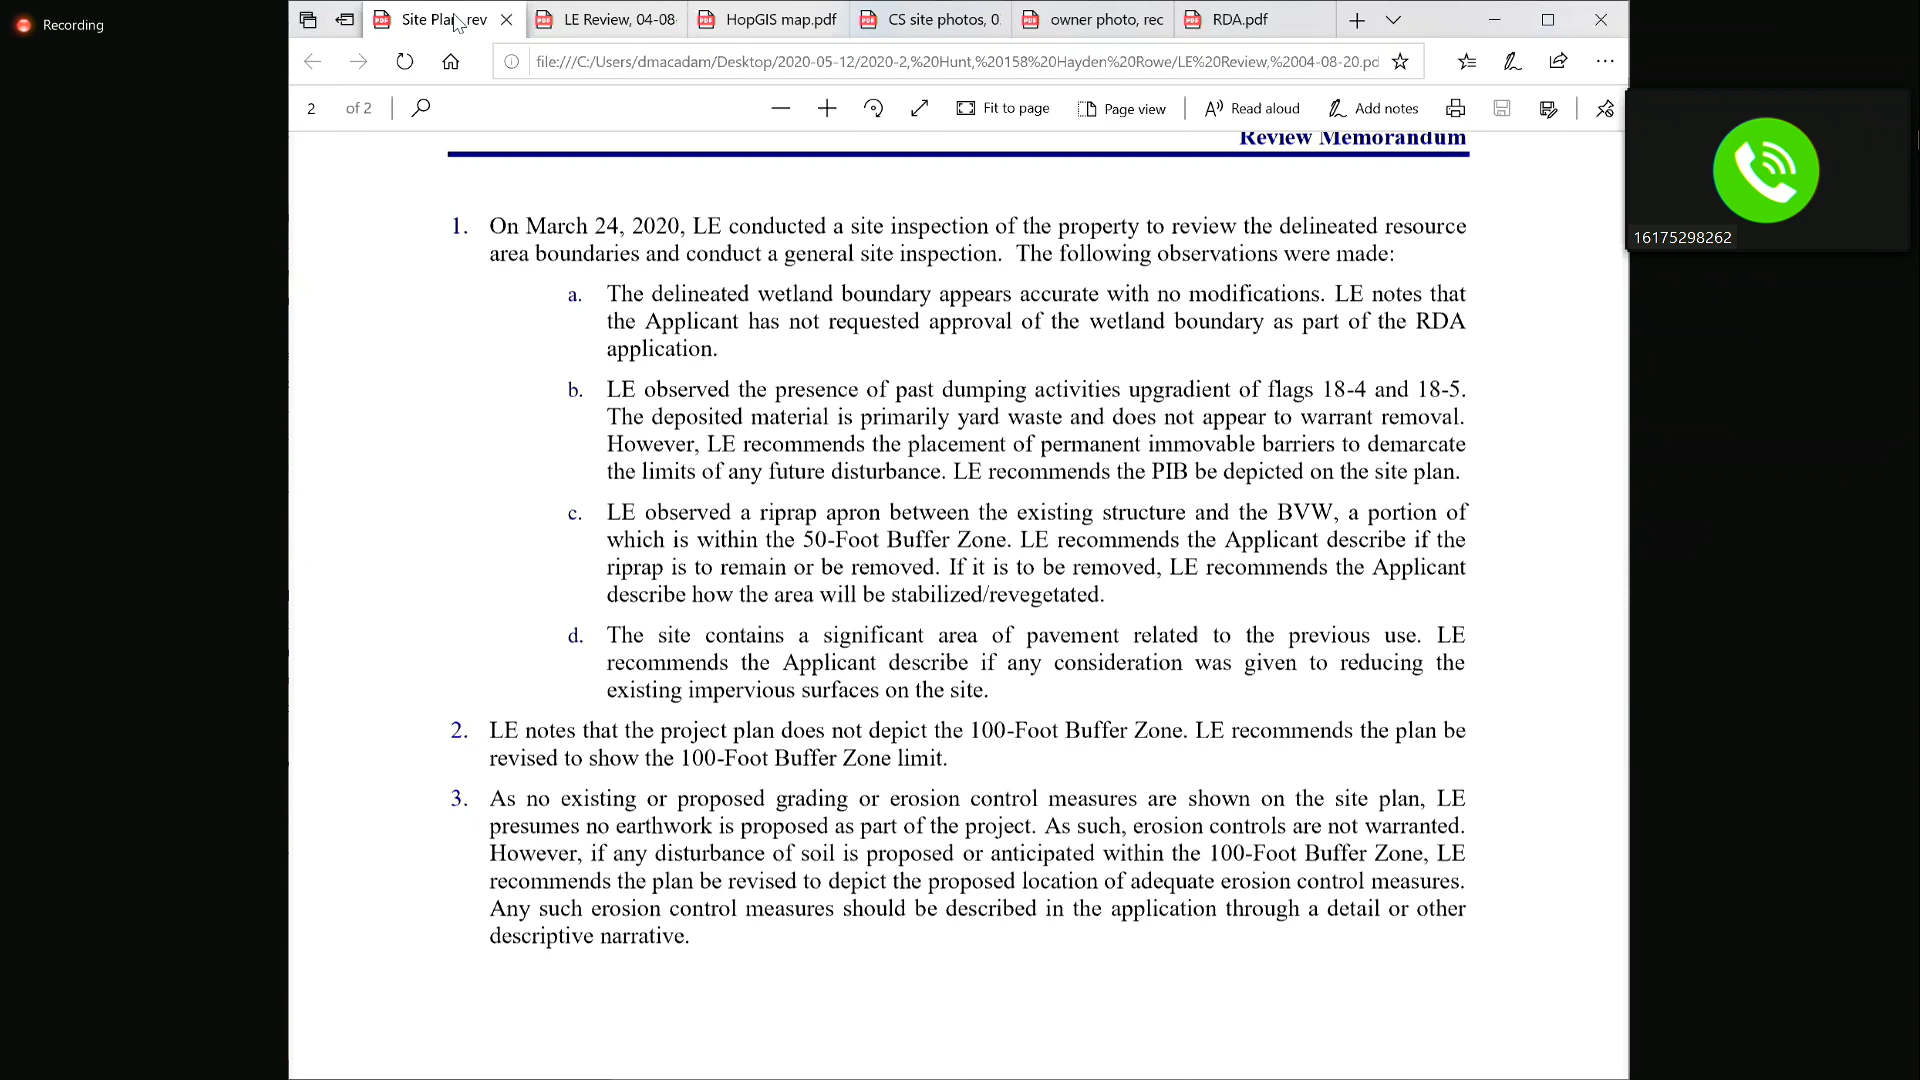 Recording
Site Plan, rev
LE Review, 04-08
HopGIS map.pdf
CS site photos, 0
owner photo, rec
RDA.pdf
file:///C:/Users/dmacadam/Desktop/2020-05-12/2020-2,%20Hunt,%20158%20Hayden%20Rowe/LE%20Review,%2004-08-20.pd
2 of 2
Fit to page
Page view
Read aloud
Add notes
16175298262
Review Memorandum
1. On March 24, 2020, LE conducted a site inspection of the property to review the delineated resource
area boundaries and conduct a general site inspection. The following observations were made:
a. The delineated wetland boundary appears accurate with no modifications. LE notes that
the Applicant has not requested approval of the wetland boundary as part of the RDA
application.
b. LE observed the presence of past dumping activities upgradient of flags 18-4 and 18-5.
The deposited material is primarily yard waste and does not appear to warrant removal.
However, LE recommends the placement of permanent immovable barriers to demarcate
the limits of any future disturbance. LE recommends the PIB be depicted on the site plan.
c. LE observed a riprap apron between the existing structure and the BVW, a portion of
which is within the 50-Foot Buffer Zone. LE recommends the Applicant describe if the
riprap is to remain or be removed. If it is to be removed, LE recommends the Applicant
describe how the area will be stabilized/revegetated.
d. The site contains a significant area of pavement related to the previous use. LE
recommends the Applicant describe if any consideration was given to reducing the
existing impervious surfaces on the site.
2. LE notes that the project plan does not depict the 100-Foot Buffer Zone. LE recommends the plan be
revised to show the 100-Foot Buffer Zone limit.
3. As no existing or proposed grading or erosion control measures are shown on the site plan, LE
presumes no earthwork is proposed as part of the project. As such, erosion controls are not warranted.
However, if any disturbance of soil is proposed or anticipated within the 100-Foot Buffer Zone, LE
recommends the plan be revised to depict the proposed location of adequate erosion control measures.
Any such erosion control measures should be described in the application through a detail or other
descriptive narrative.